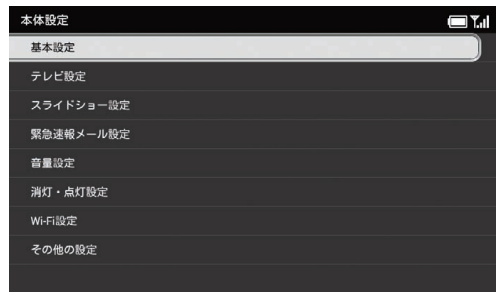 本体設定
基本設定
テレビ設定
スライドショー設定
緊急速報メール設定
音量設定
消灯・点灯設定
Wi-Fi設定
その他の設定